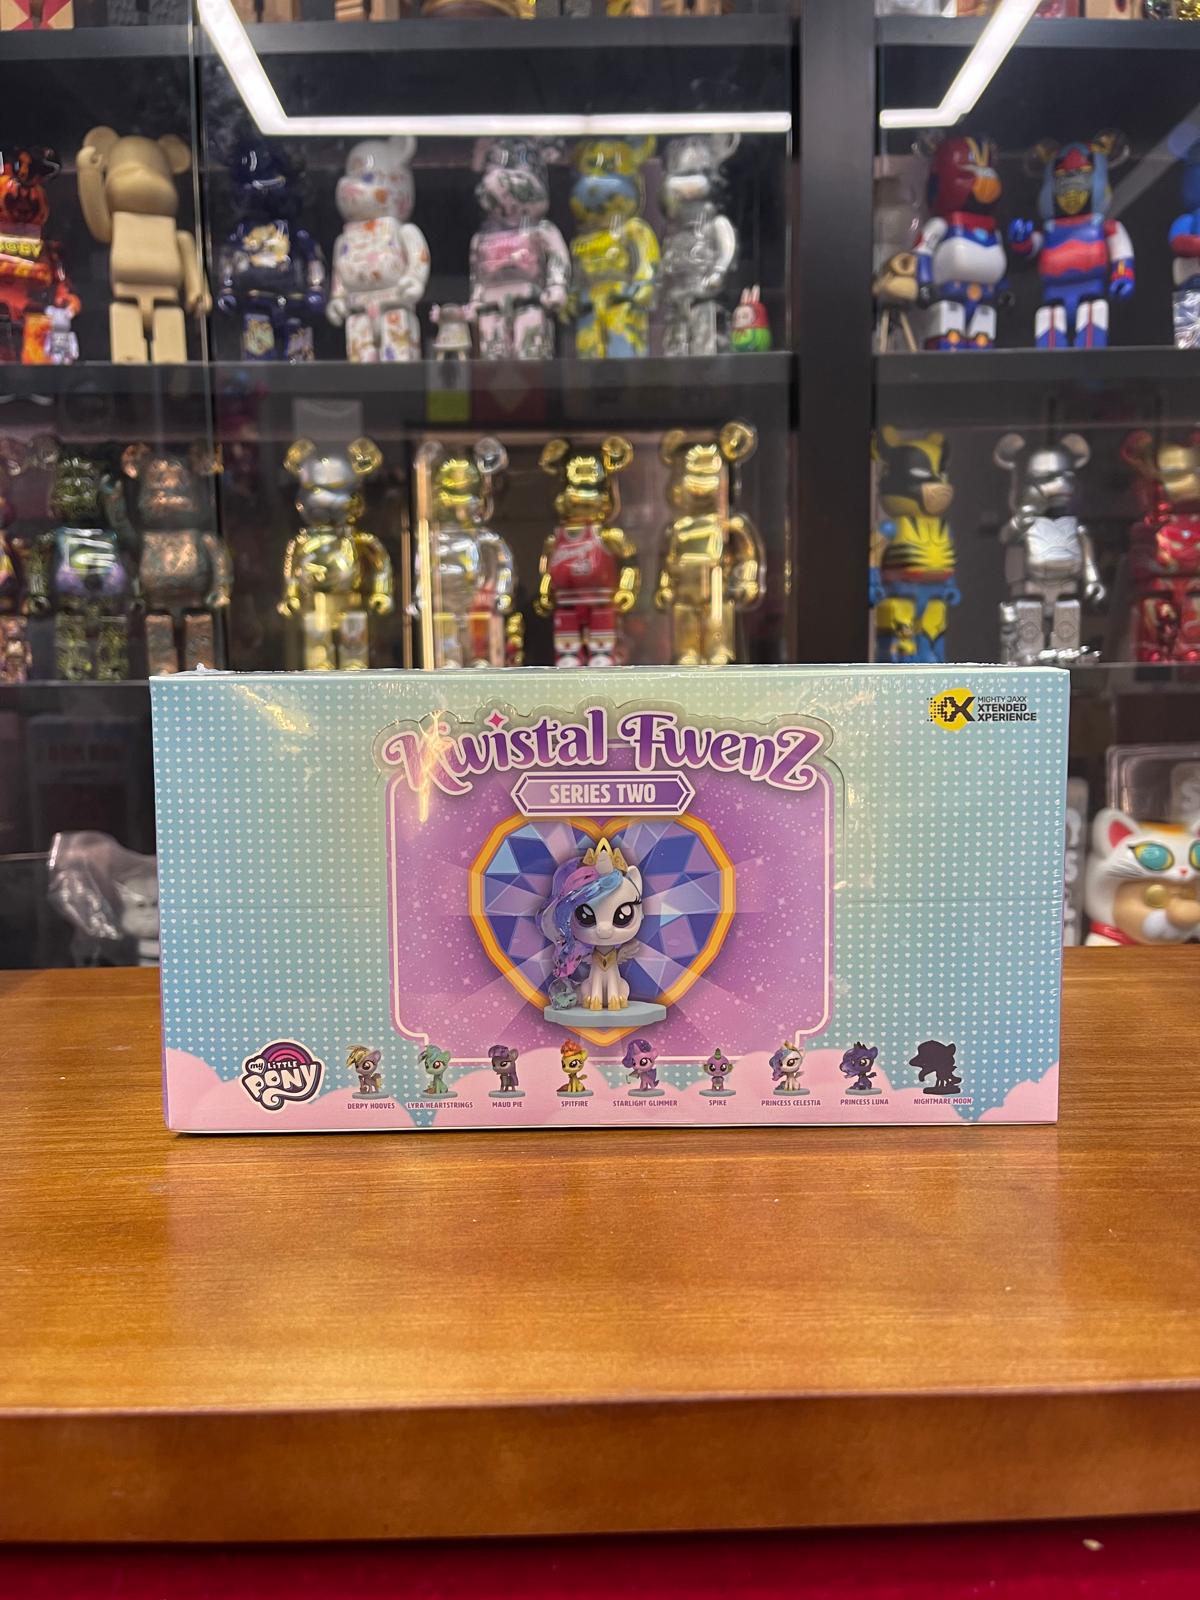 MIGHTY JAXX
XTENDED
XPERIENCE
Kwistal Fwenz
SERIES TWO
my LITTLE
PONY
DERPY HOOVES
LYRA HEARTSTRINGS
MAUD PIE
SPITFIRE
STARLIGHT GLIMMER
SPIKE
PRINCESS CELESTIA
PRINCESS LUNA
NIGHTMARE MOON